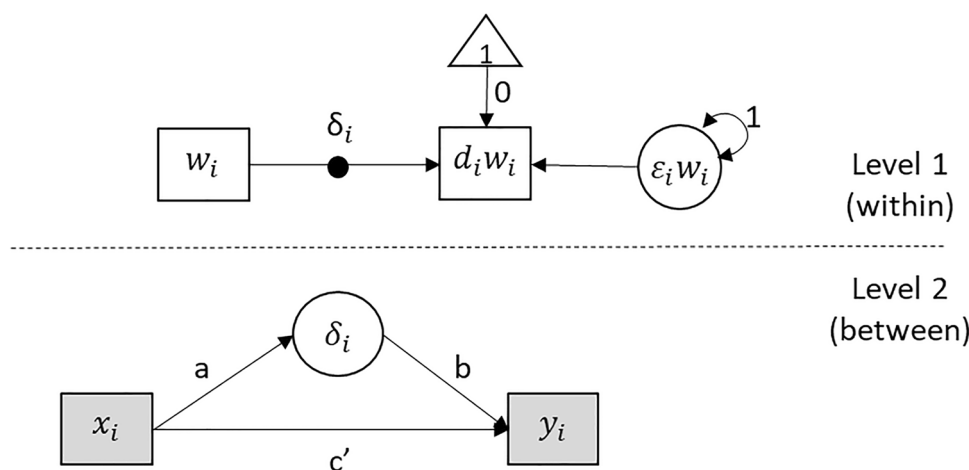 1
0
δᵢ
1
wᵢ
dᵢwᵢ
εᵢwᵢ
Level 1
(within)
Level 2
(between)
δᵢ
a
b
xᵢ
yᵢ
c’